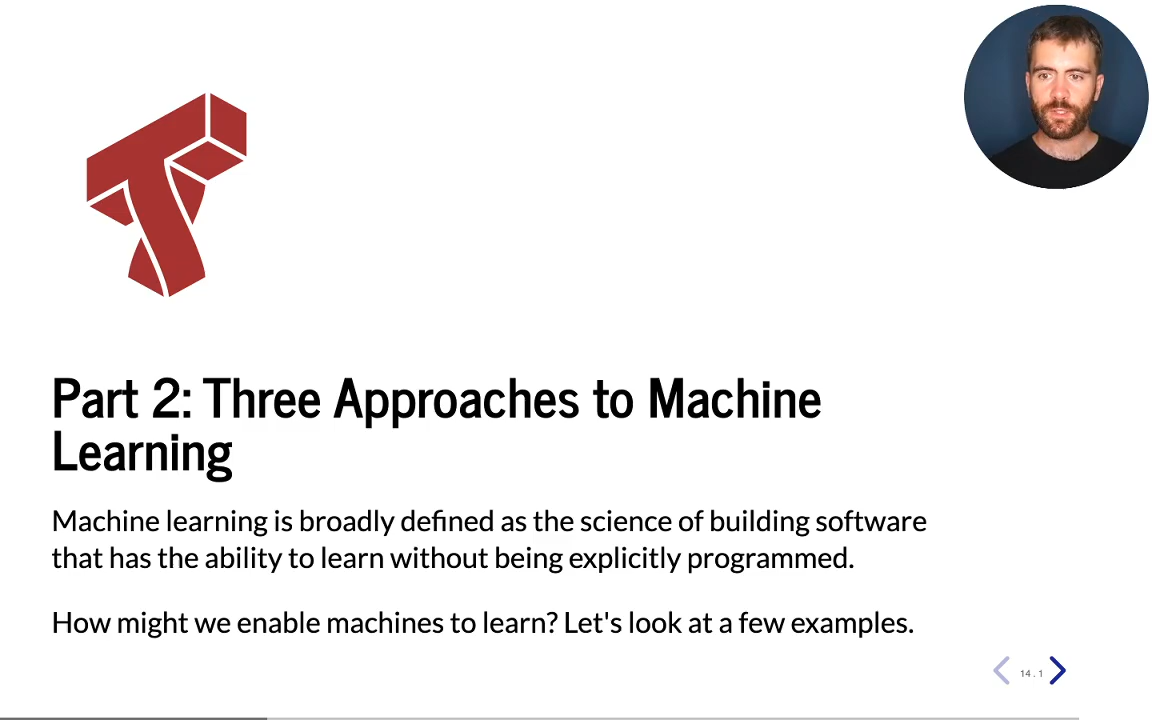 Part 2: Three Approaches to Machine
Learning
Machine learning is broadly defined as the science of building software
that has the ability to learn without being explicitly programmed.
How might we enable machines to learn? Let's look at a few examples.
14 . 1